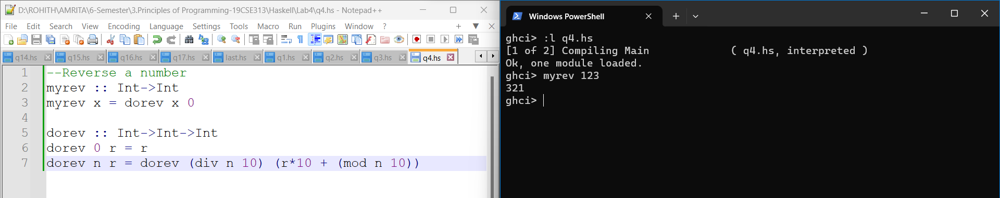 D:\ROHITH\AMRITA\6-Semester\3.Principles of Programming-19CSE313\Haskell\Lab4\q4.hs - Notepad++
File Edit Search View Encoding Language Settings Tools Macro Run Plugins Window ?
q14.hs q15.hs q16.hs q17.hs last.hs q1.hs q2.hs q3.hs q4.hs
1 --Reverse a number
2 myrev :: Int->Int
3 myrev x = dorev x 0
4
5 dorev :: Int->Int->Int
6 dorev 0 r = r
7 dorev n r = dorev (div n 10) (r*10 + (mod n 10))
Windows PowerShell
ghci> :l q4.hs
[1 of 2] Compiling Main ( q4.hs, interpreted )
Ok, one module loaded.
ghci> myrev 123
321
ghci>